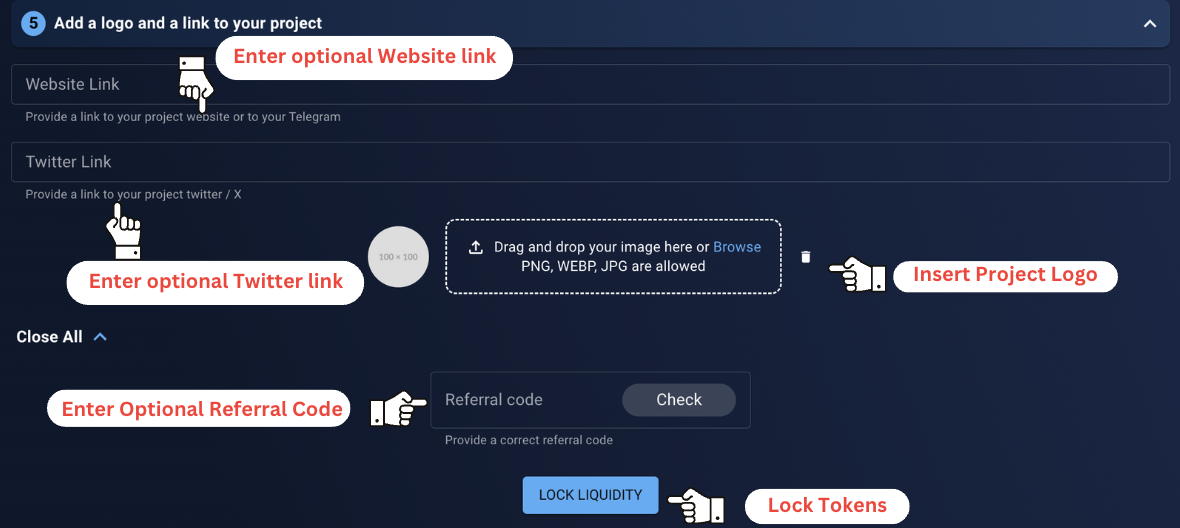 5 Add a logo and a link to your project
Enter optional Website link
Website Link
Provide a link to your project website or to your Telegram
Twitter Link
Provide a link to your project twitter / X
Enter optional Twitter link
100 × 100
Drag and drop your image here or Browse
PNG, WEBP, JPG are allowed
Insert Project Logo
Close All
Enter Optional Referral Code
Referral code
Check
Provide a correct referral code
LOCK LIQUIDITY
Lock Tokens